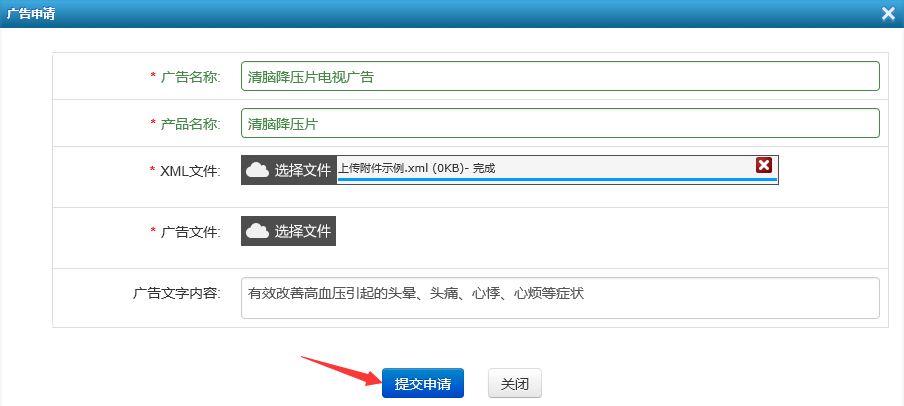 广告申请
* 广告名称: 清脑降压片电视广告
* 产品名称: 清脑降压片
* XML文件: 选择文件 上传附件示例.xml (0KB)- 完成
* 广告文件: 选择文件
广告文字内容: 有效改善高血压引起的头晕、头痛、心悸、心烦等症状
提交申请 关闭